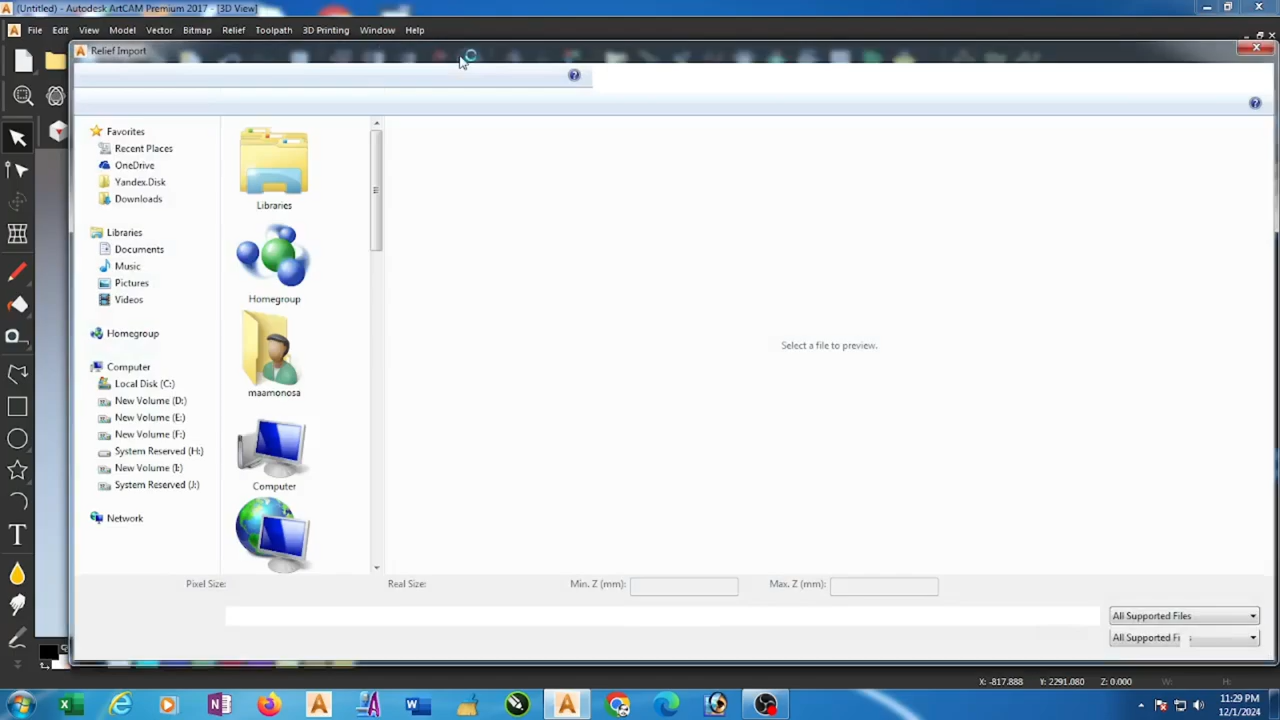 (Untitled) - Autodesk ArtCAM Premium 2017 - [3D View]
File Edit View Model Vector Bitmap Relief Toolpath 3D Printing Window Help
Relief Import
Favorites
Recent Places
OneDrive
Yandex.Disk
Downloads
Libraries
Documents
Music
Pictures
Videos
Homegroup
Computer
Local Disk (C:)
New Volume (D:)
New Volume (E:)
New Volume (F:)
System Reserved (H:)
New Volume (I:)
System Reserved (J:)
Network
Libraries
Homegroup
maamonosa
Computer
Select a file to preview.
Pixel Size: Real Size: Min. Z (mm): Max. Z (mm):
All Supported Files
All Supported Fi
X: -817.888 Y: 2291.080 Z: 0.000 W: H:
11:29 PM
12/1/2024